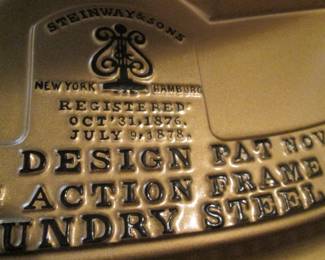 STEINWAY & SONS
NEW YORK HAMBURG
REGISTERED
OCT' 31, 1876.
JULY 9, 1878.
DESIGN PAT NOV
ACTION FRAME
UNDRY STEEL